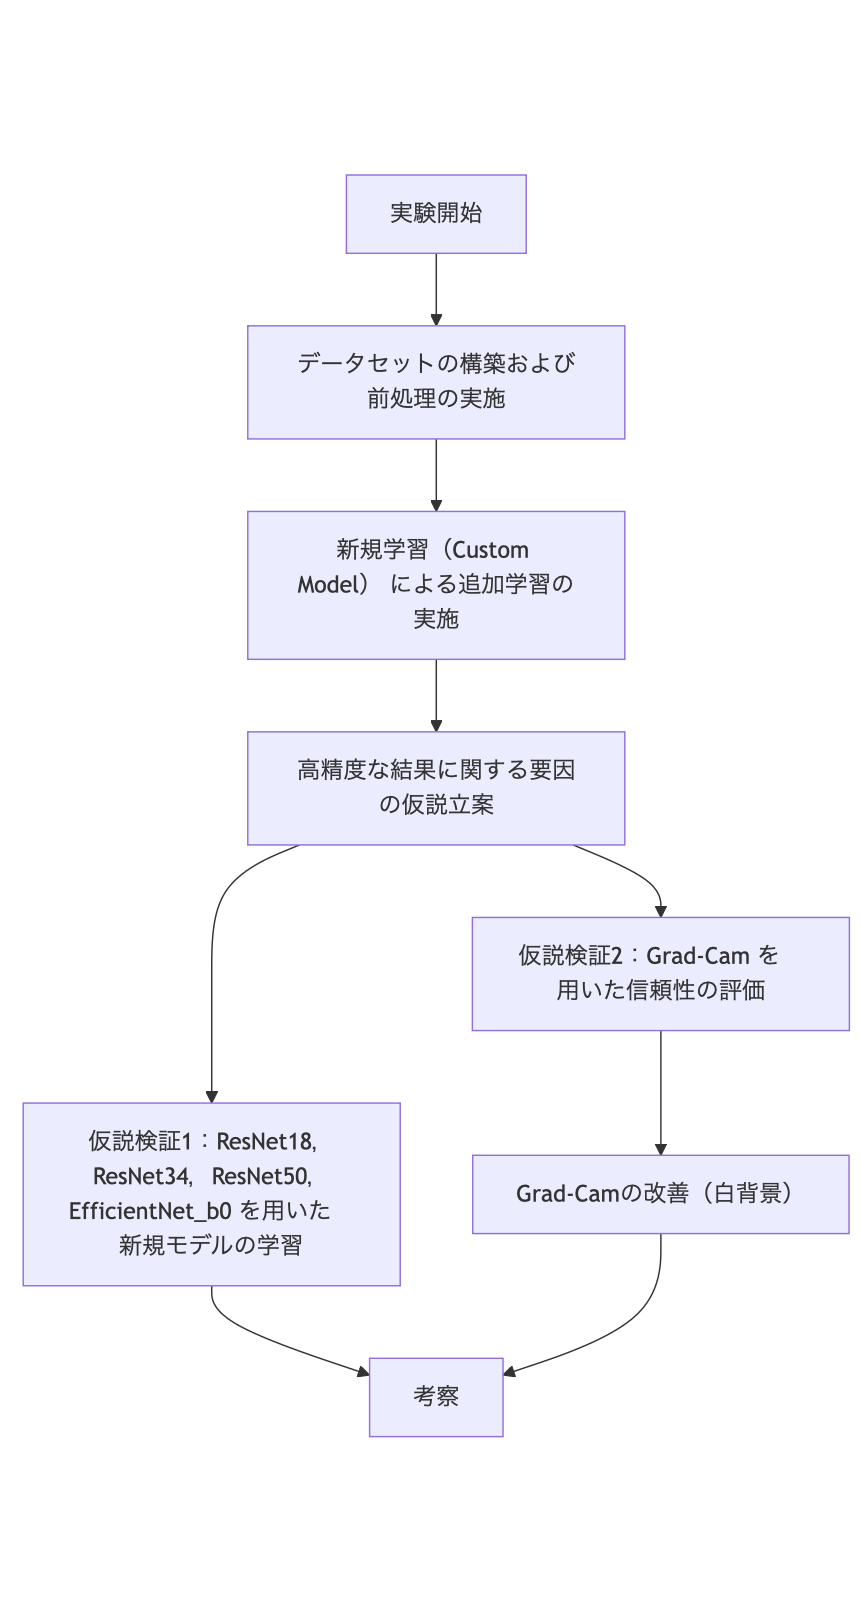 実験開始
データセットの構築および
前処理の実施
新規学習（Custom
Model） による追加学習の
実施
高精度な結果に関する要因
の仮説立案
仮説検証2：Grad-Cam を
用いた信頼性の評価
仮説検証1：ResNet18,
ResNet34, ResNet50,
EfficientNet_b0 を用いた
新規モデルの学習
Grad-Camの改善（白背景）
考察